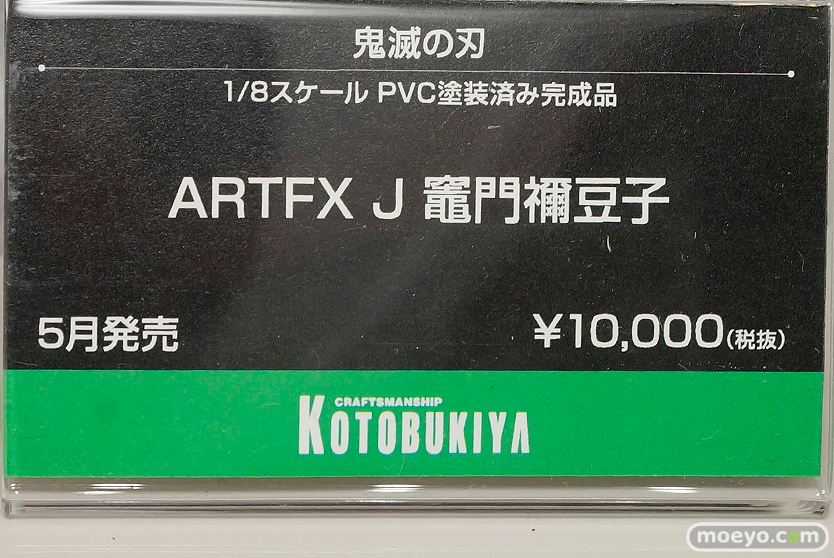 鬼滅の刃
1/8スケール PVC塗装済み完成品
ARTFX J 竈門禰豆子
5月発売 ¥10,000(税抜)
CRAFTSMANSHIP
KOTOBUKIYA
moeyo.com